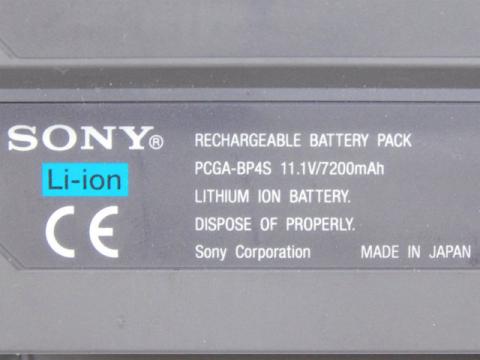 SONY®
Li-ion
CE
RECHARGEABLE BATTERY PACK
PCGA-BP4S 11.1V/7200mAh
LITHIUM ION BATTERY.
DISPOSE OF PROPERLY.
Sony Corporation MADE IN JAPAN